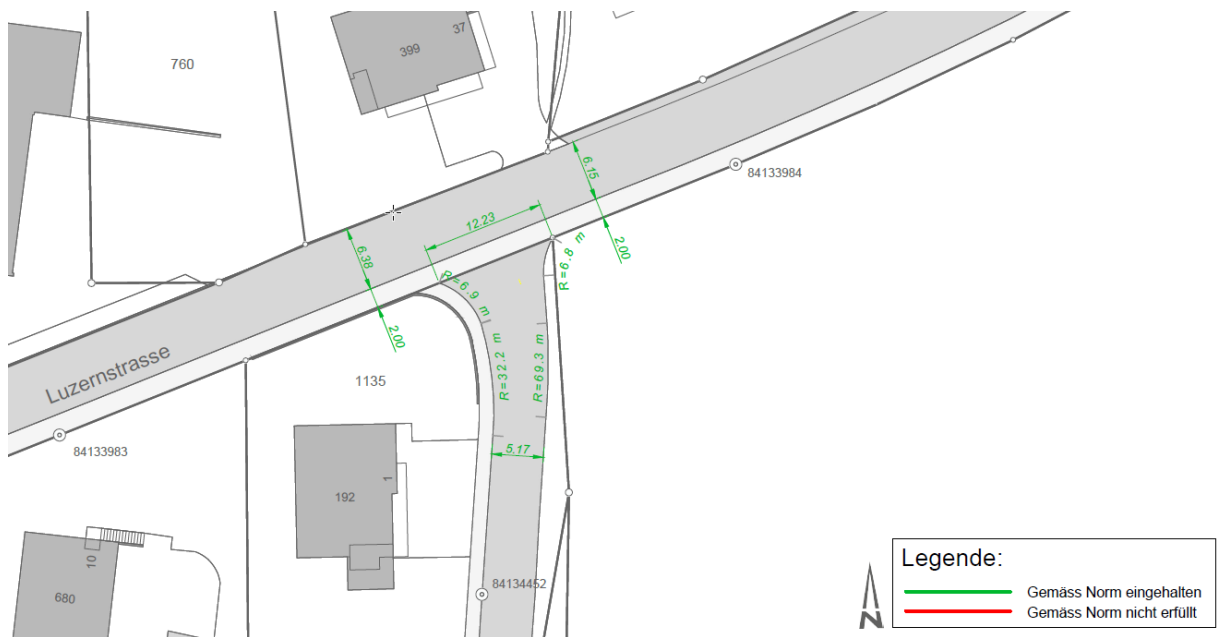 760
399
37
6.15
84133984
12.23
6.38
2.00
R=6.8 m
R=6.9 m
2.00
R=32.2 m
R=69.3 m
Luzernstrasse
1135
84133983
5.17
192
1
10
680
84134452
N
Legende:
Gemäss Norm eingehalten
Gemäss Norm nicht erfüllt